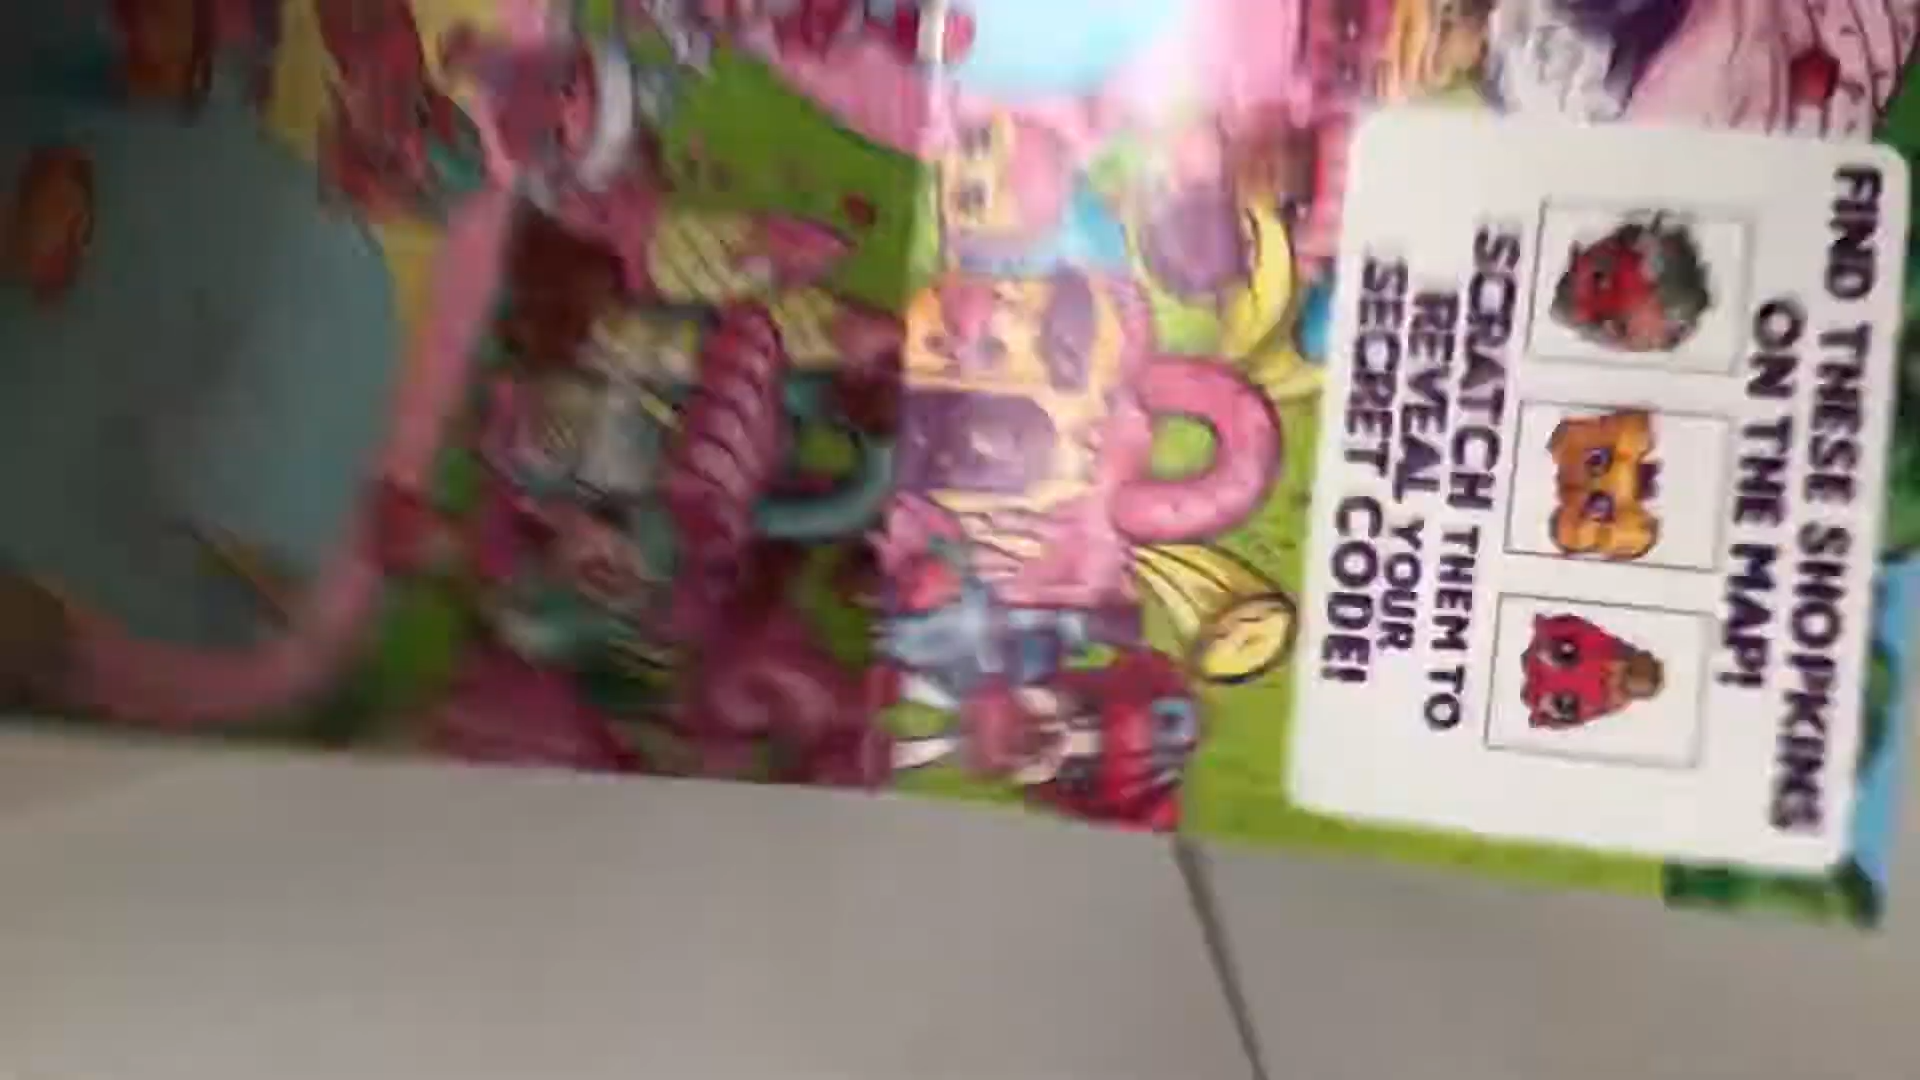 FIND THESE SHOPKINS
ON THE MAP!
SCRATCH THEM TO
REVEAL YOUR
SECRET CODE!